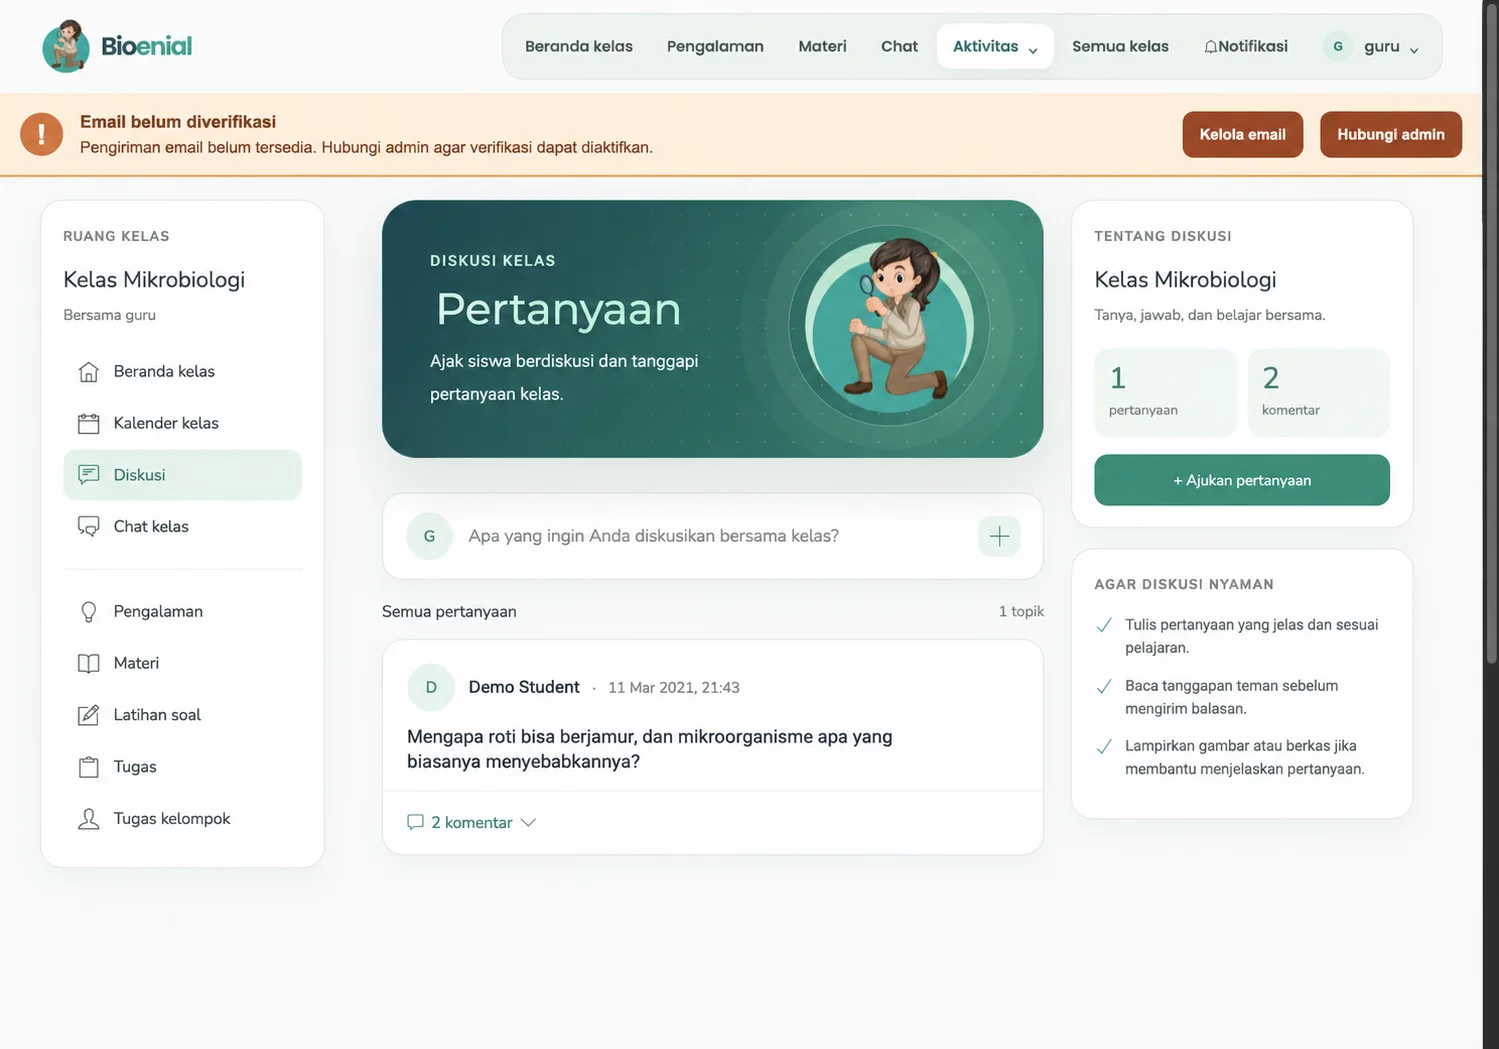 Bioenial
Beranda kelas
Pengalaman
Materi
Chat
Aktivitas
Semua kelas
Notifikasi
G
guru
!
Email belum diverifikasi
Pengiriman email belum tersedia. Hubungi admin agar verifikasi dapat diaktifkan.
Kelola email
Hubungi admin
RUANG KELAS
Kelas Mikrobiologi
Bersama guru
Beranda kelas
Kalender kelas
Diskusi
Chat kelas
Pengalaman
Materi
Latihan soal
Tugas
Tugas kelompok
DISKUSI KELAS
Pertanyaan
Ajak siswa berdiskusi dan tanggapi
pertanyaan kelas.
G
Apa yang ingin Anda diskusikan bersama kelas?
Semua pertanyaan
1 topik
D
Demo Student · 11 Mar 2021, 21:43
Mengapa roti bisa berjamur, dan mikroorganisme apa yang
biasanya menyebabkannya?
2 komentar
TENTANG DISKUSI
Kelas Mikrobiologi
Tanya, jawab, dan belajar bersama.
1
pertanyaan
2
komentar
+ Ajukan pertanyaan
AGAR DISKUSI NYAMAN
Tulis pertanyaan yang jelas dan sesuai
pelajaran.
Baca tanggapan teman sebelum
mengirim balasan.
Lampirkan gambar atau berkas jika
membantu menjelaskan pertanyaan.